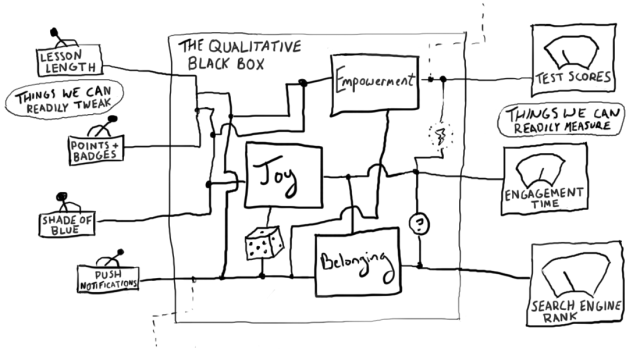 THE QUALITATIVE
BLACK BOX
LESSON
LENGTH
THINGS WE CAN
READILY TWEAK
POINTS +
BADGES
SHADE OF
BLUE
PUSH
NOTIFICATIONS
Empowerment
Joy
Belonging
?
TEST SCORES
THINGS WE CAN
READILY MEASURE
ENGAGEMENT
TIME
SEARCH ENGINE
RANK